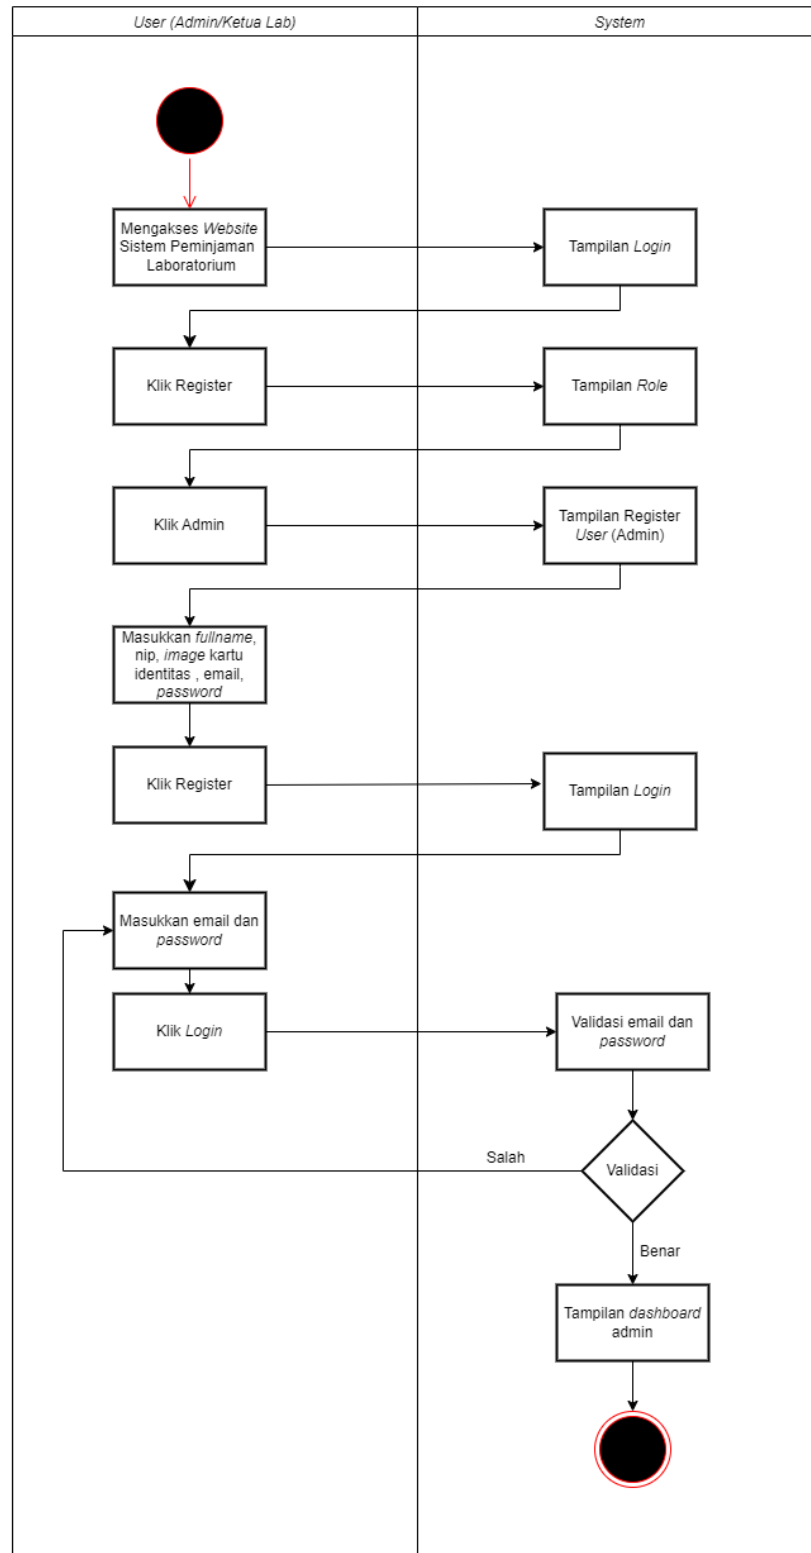 User (Admin/Ketua Lab)
System
Mengakses Website
Sistem Peminjaman
Laboratorium
Tampilan Login
Klik Register
Tampilan Role
Klik Admin
Tampilan Register
User (Admin)
Masukkan fullname,
nip, image kartu
identitas , email,
password
Klik Register
Tampilan Login
Masukkan email dan
password
Klik Login
Validasi email dan
password
Salah
Validasi
Benar
Tampilan dashboard
admin